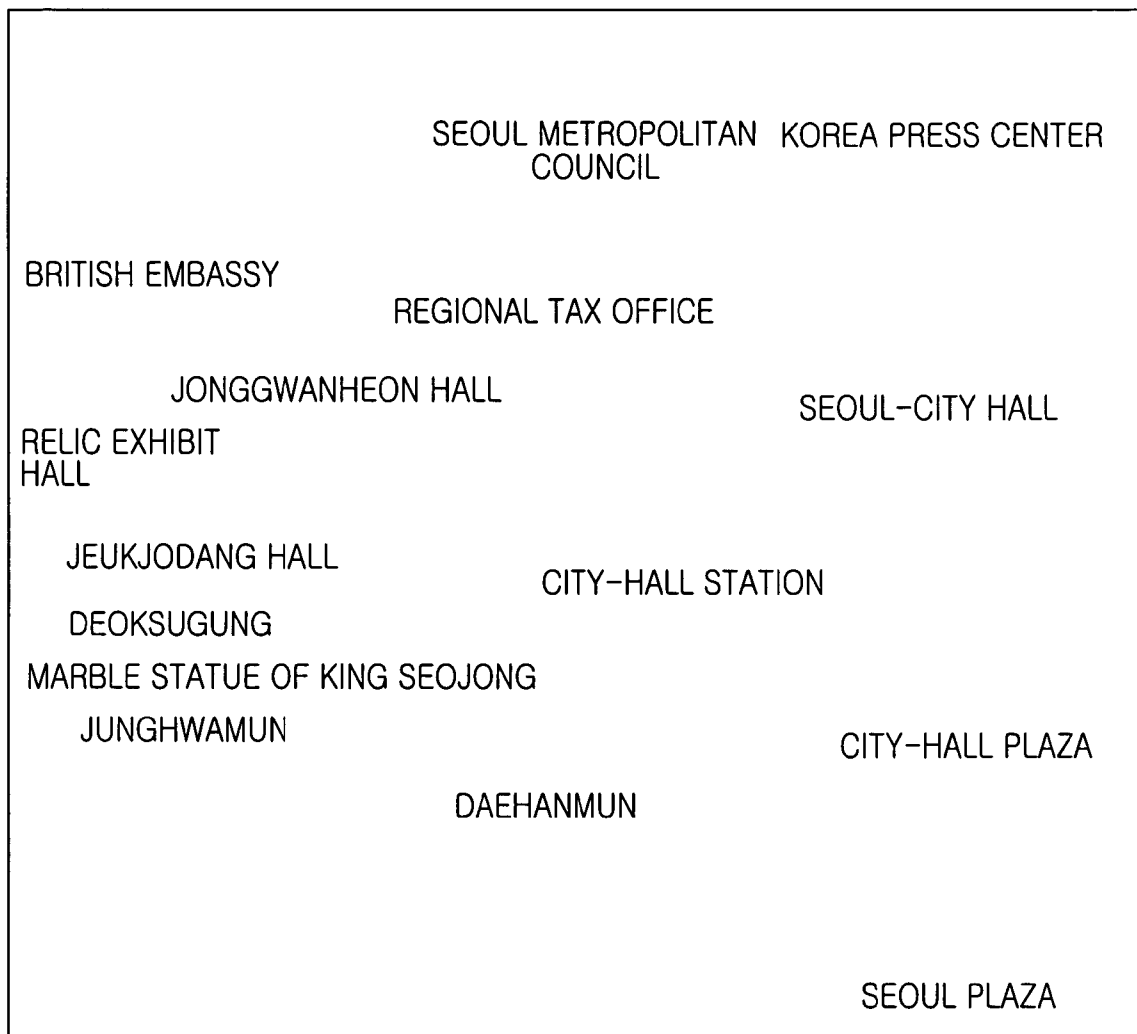 SEOUL METROPOLITAN
COUNCIL
KOREA PRESS CENTER
BRITISH EMBASSY
REGIONAL TAX OFFICE
JONGGWANHEON HALL
SEOUL-CITY HALL
RELIC EXHIBIT
HALL
JEUKJODANG HALL
CITY-HALL STATION
DEOKSUGUNG
MARBLE STATUE OF KING SEOJONG
JUNGHWAMUN
CITY-HALL PLAZA
DAEHANMUN
SEOUL PLAZA